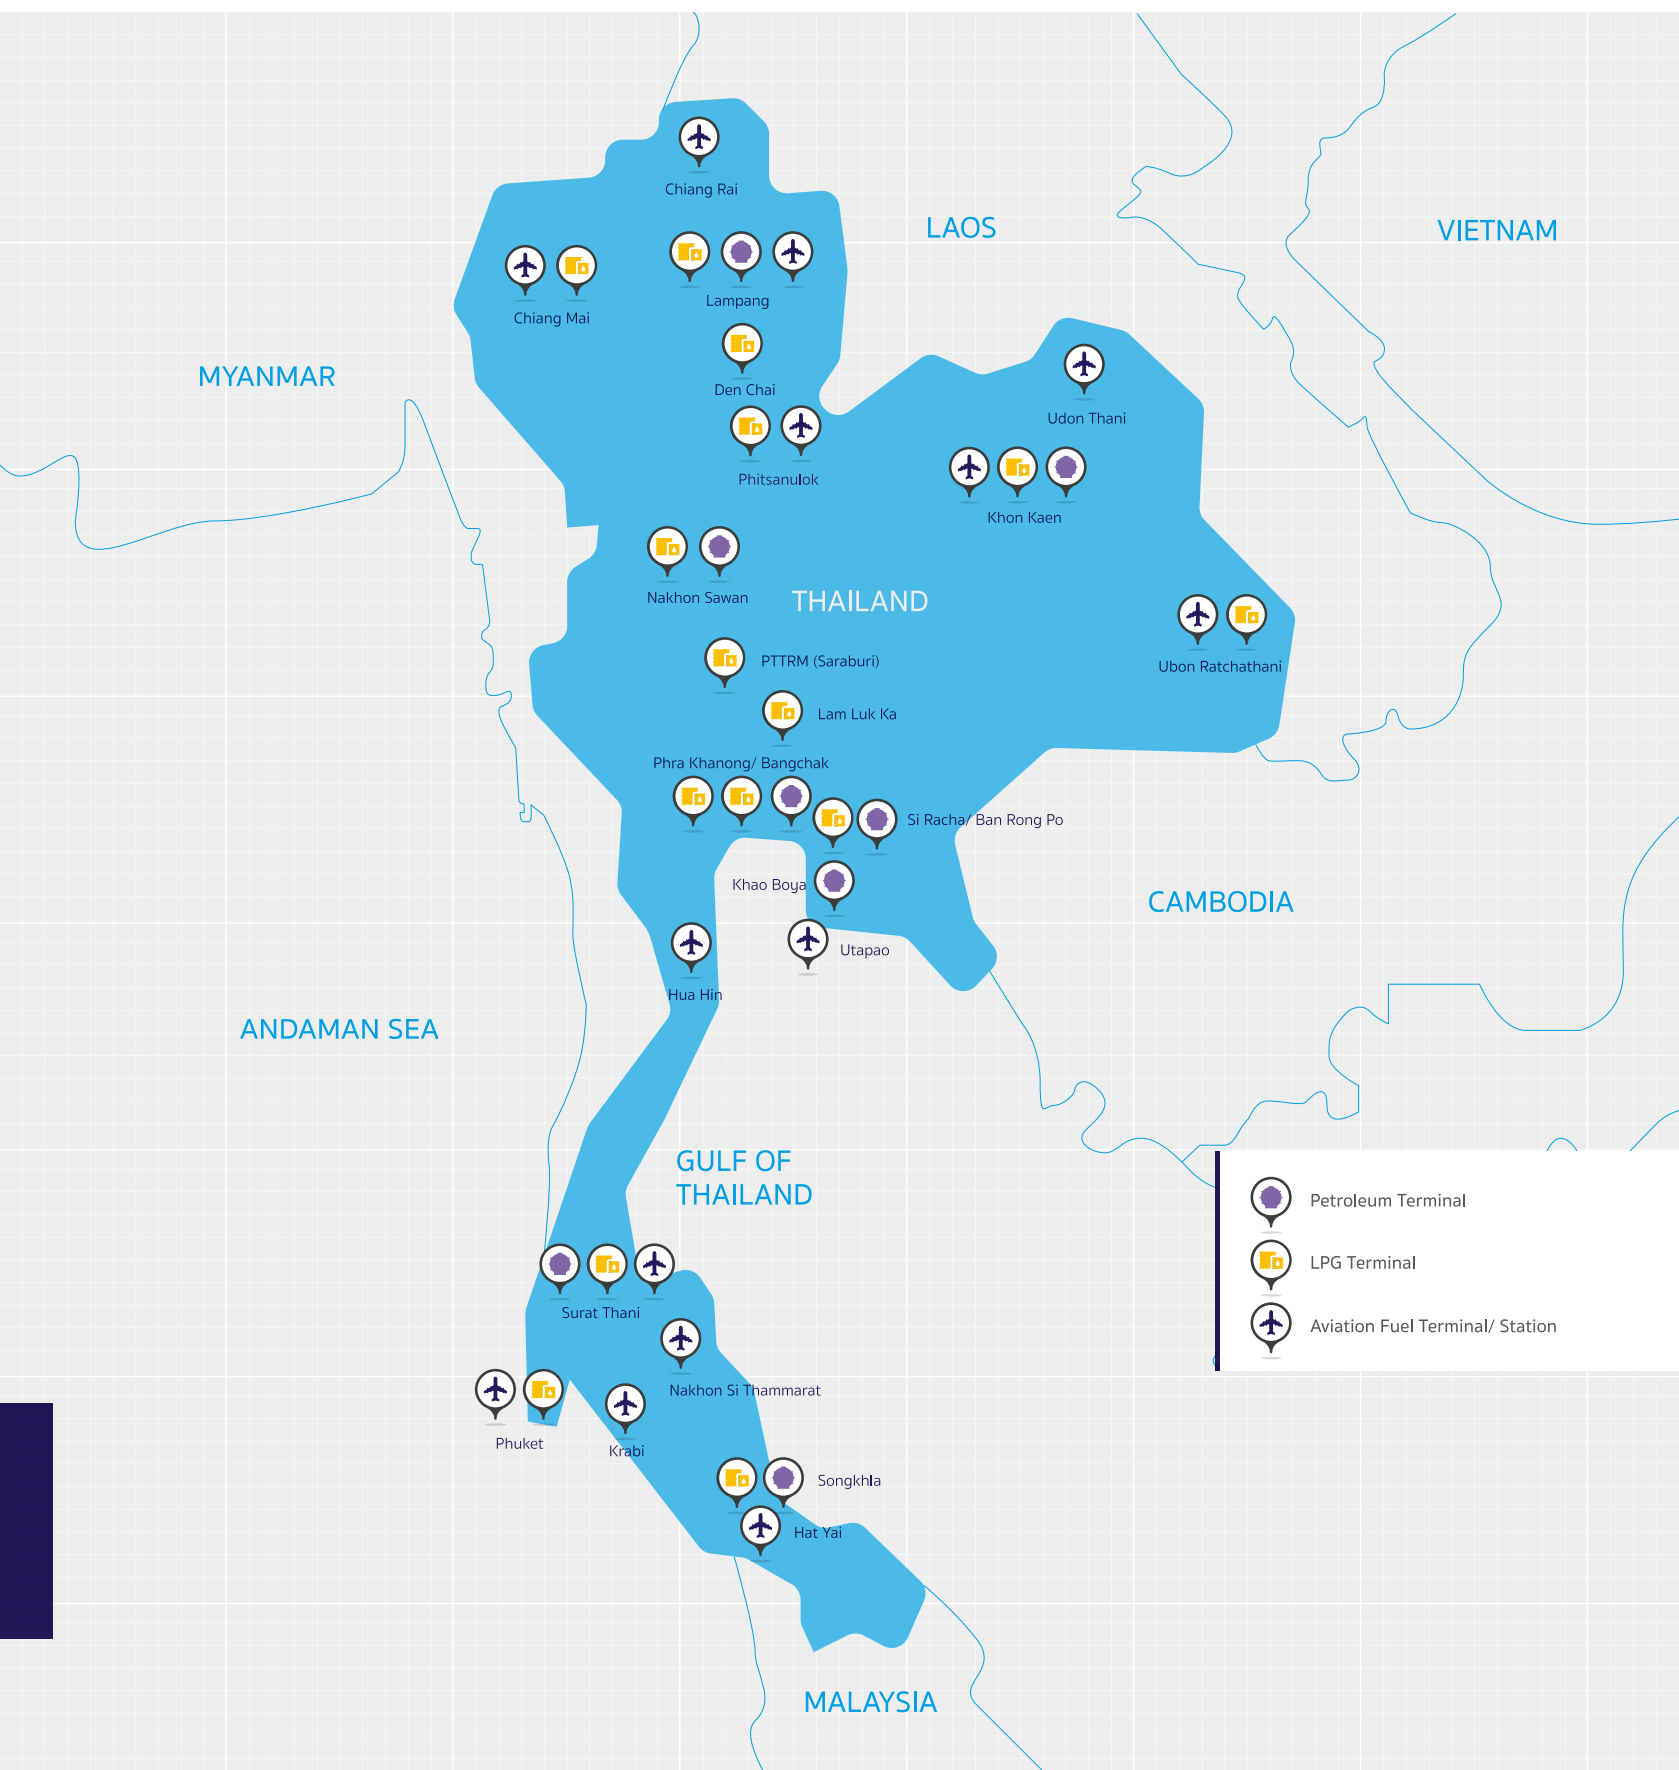 Chiang Rai
LAOS
VIETNAM
Lampang
Chiang Mai
MYANMAR
Den Chai
Udon Thani
Phitsanulok
Khon Kaen
Nakhon Sawan
THAILAND
Ubon Ratchathani
PTTRM (Saraburi)
Lam Luk Ka
Phra Khanong/ Bangchak
Si Racha/ Ban Rong Po
Khao Boya
CAMBODIA
Utapao
Hua Hin
ANDAMAN SEA
GULF OF
THAILAND
Petroleum Terminal
LPG Terminal
Aviation Fuel Terminal/ Station
Surat Thani
Nakhon Si Thammarat
Phuket
Krabi
Songkhla
Hat Yai
MALAYSIA